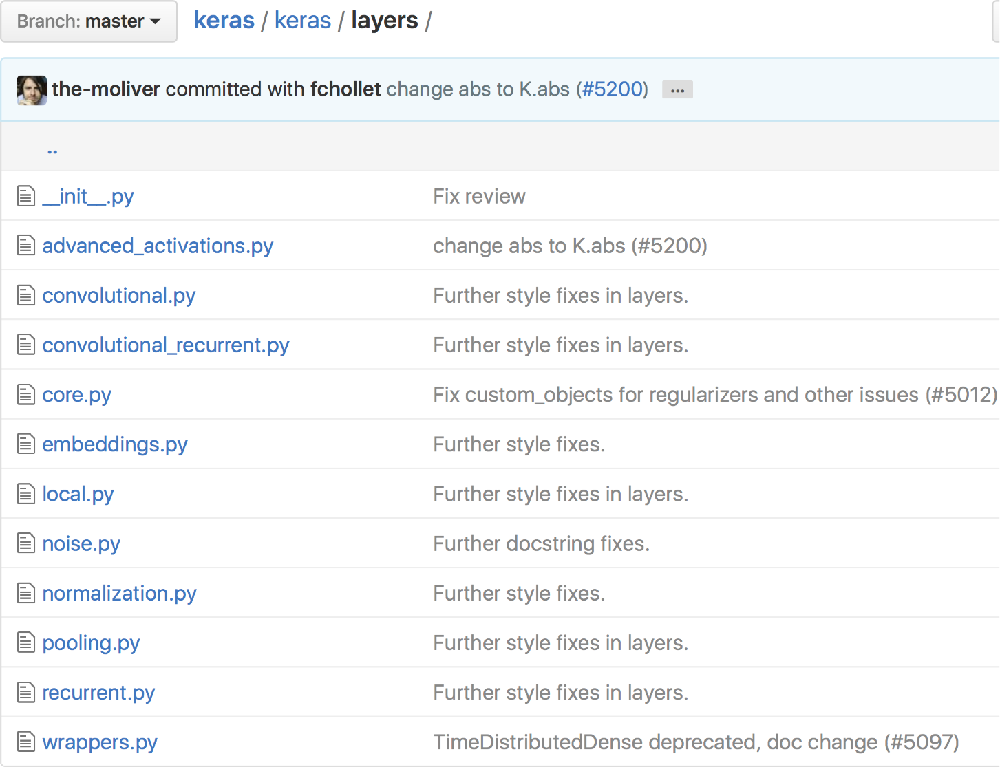 Branch: master keras / keras / layers /
the-moliver committed with fchollet change abs to K.abs (#5200) ...
..
__init__.py Fix review
advanced_activations.py change abs to K.abs (#5200)
convolutional.py Further style fixes in layers.
convolutional_recurrent.py Further style fixes in layers.
core.py Fix custom_objects for regularizers and other issues (#5012)
embeddings.py Further style fixes.
local.py Further style fixes in layers.
noise.py Further docstring fixes.
normalization.py Further style fixes.
pooling.py Further style fixes in layers.
recurrent.py Further style fixes in layers.
wrappers.py TimeDistributedDense deprecated, doc change (#5097)